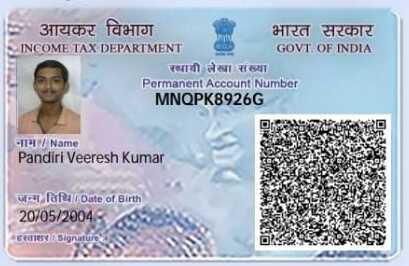 आयकर विभाग
INCOME TAX DEPARTMENT
भारत सरकार
GOVT. OF INDIA
स्थायी लेखा संख्या
Permanent Account Number
MNQPK8926G
नाम / Name
Pandiri Veeresh Kumar
जन्म तिथि / Date of Birth
20/05/2004
हस्ताक्षर / Signature